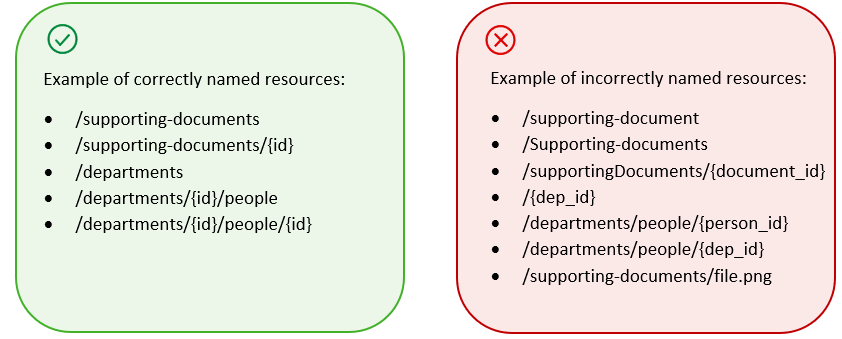 Example of correctly named resources:
• /supporting-documents
• /supporting-documents/{id}
• /departments
• /departments/{id}/people
• /departments/{id}/people/{id}
Example of incorrectly named resources:
• /supporting-document
• /Supporting-documents
• /supportingDocuments/{document_id}
• /{dep_id}
• /departments/people/{person_id}
• /departments/people/{dep_id}
• /supporting-documents/file.png